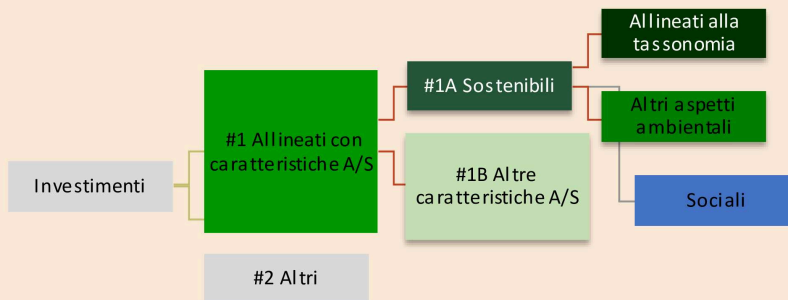 Investimenti
#1 Allineati con
caratteristiche A/S
#2 Altri
#1A Sostenibili
#1B Altre
caratteristiche A/S
Allineati alla
tassonomia
Altri aspetti
ambientali
Sociali